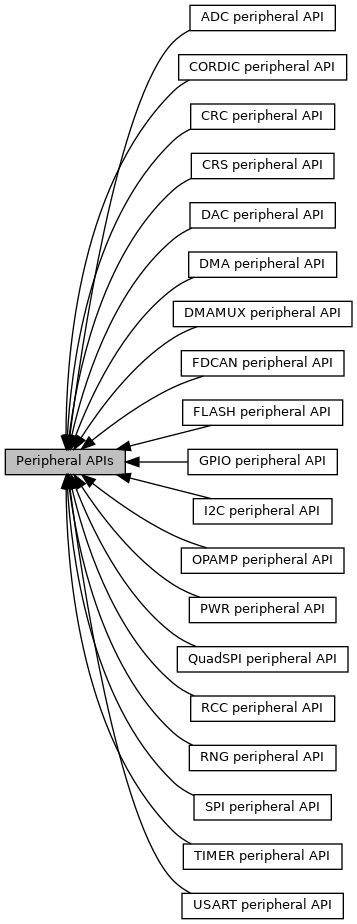 ADC peripheral API
CORDIC peripheral API
CRC peripheral API
CRS peripheral API
DAC peripheral API
DMA peripheral API
DMAMUX peripheral API
FDCAN peripheral API
FLASH peripheral API
Peripheral APIs
GPIO peripheral API
I2C peripheral API
OPAMP peripheral API
PWR peripheral API
QuadSPI peripheral API
RCC peripheral API
RNG peripheral API
SPI peripheral API
TIMER peripheral API
USART peripheral API